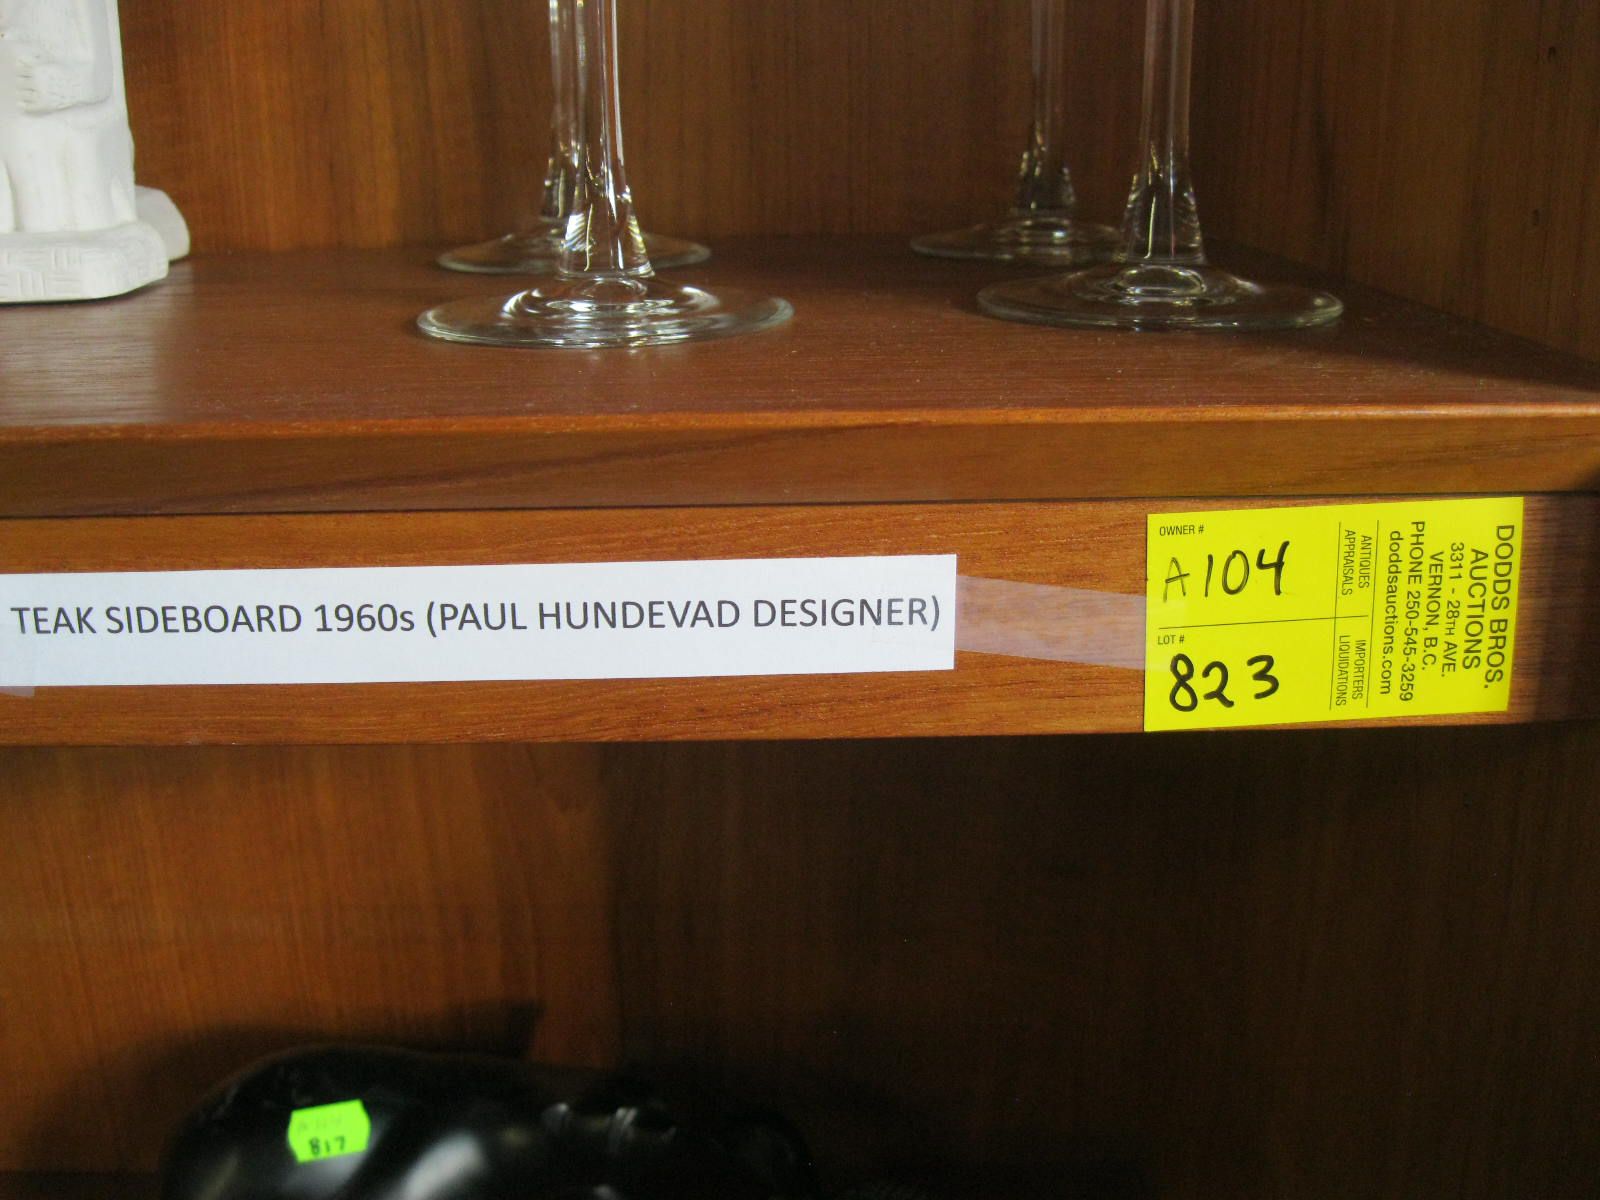 TEAK SIDEBOARD 1960s (PAUL HUNDEVAD DESIGNER)
OWNER #
A104
LOT #
823
ANTIQUES
APPRAISALS
IMPORTERS
LIQUIDATIONS
DODDS BROS.
AUCTIONS
3311 - 28TH AVE.
VERNON, B.C.
PHONE 250-545-3259
doddsauctions.com
817